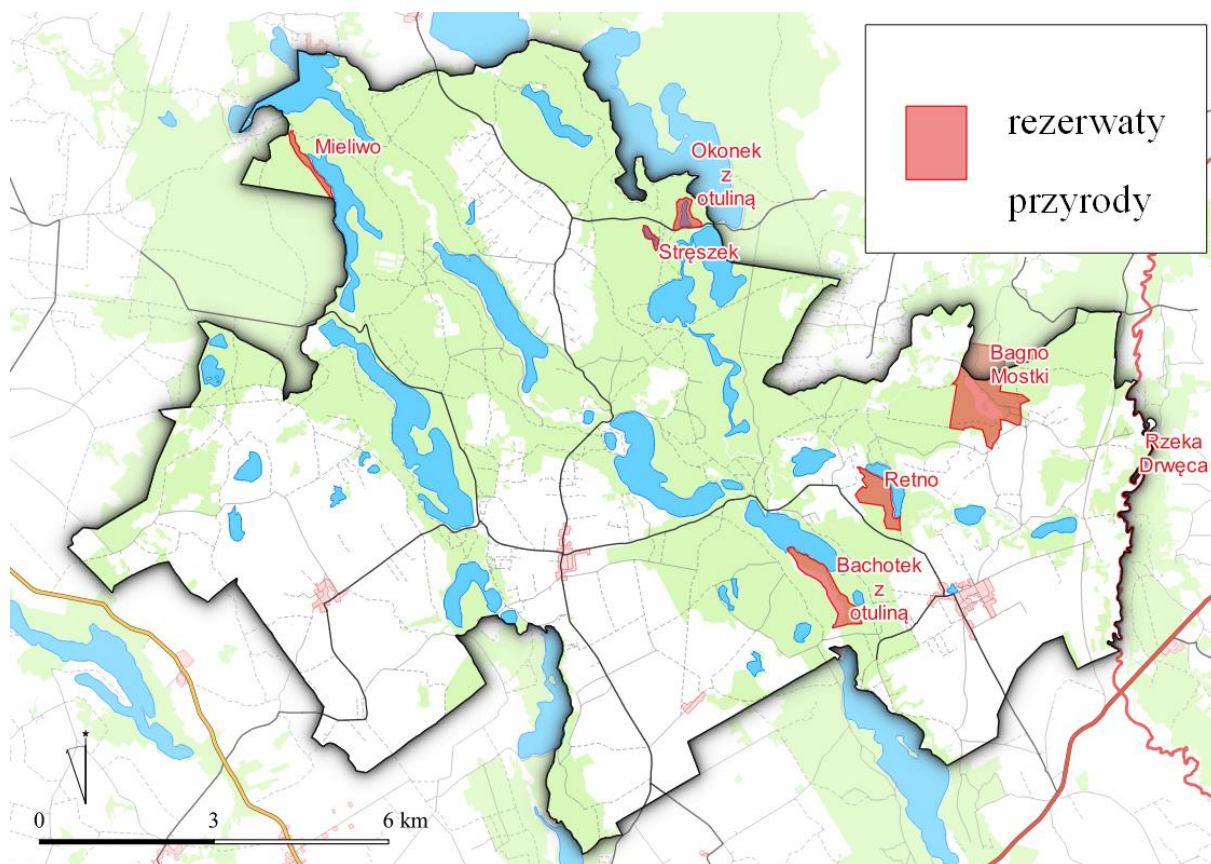 rezerwaty
przyrody
Mieliwo
Okonek
z
otuliną
Stręszek
Bagno
Mostki
Rzeka
Drwęca
Retno
Bachotek
z
otuliną
0 3 6 km